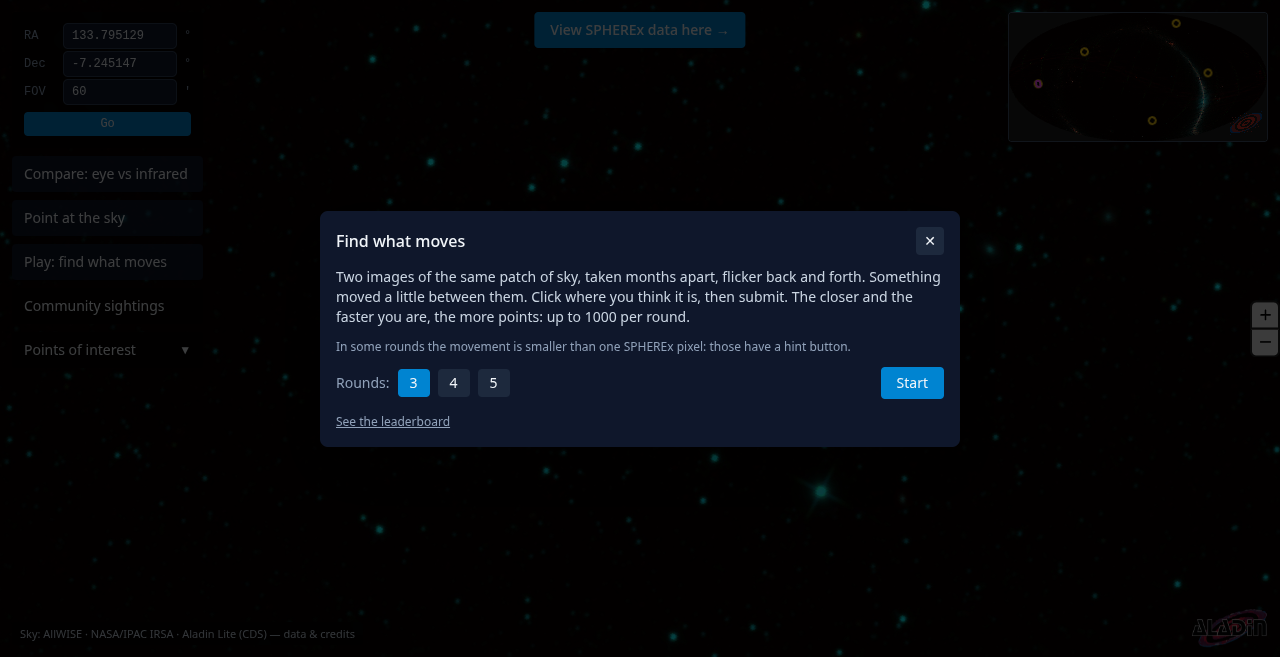 RA 133.795129 °
Dec -7.245147 °
FOV 60 '
Go
Compare: eye vs infrared
Point at the sky
Play: find what moves
Community sightings
Points of interest ▼
View SPHEREx data here →
Find what moves ✕
Two images of the same patch of sky, taken months apart, flicker back and forth. Something
moved a little between them. Click where you think it is, then submit. The closer and the
faster you are, the more points: up to 1000 per round.
In some rounds the movement is smaller than one SPHEREx pixel: those have a hint button.
Rounds: 3 4 5 Start
See the leaderboard
+
−
Sky: AllWISE · NASA/IPAC IRSA · Aladin Lite (CDS) — data & credits
ALADIN